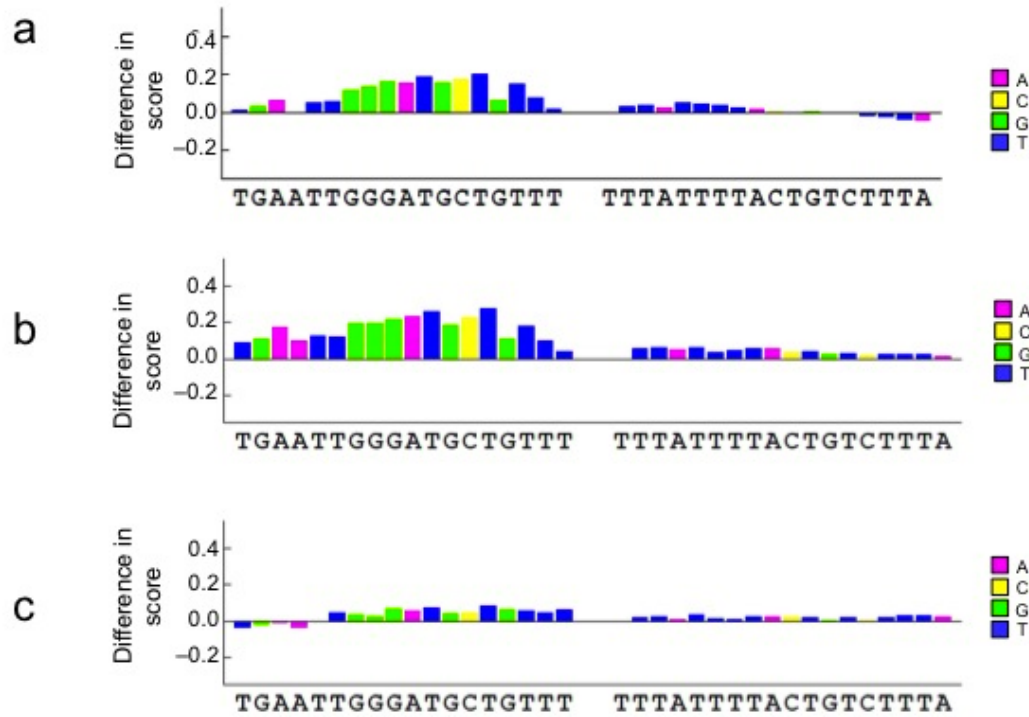 a
Difference in score
0.4
0.2
0.0
−0.2
TGAATTGGGATGCTGTTT TTTATTTTACTGTCTTTA
A
C
G
T
b
Difference in score
0.4
0.2
0.0
−0.2
TGAATTGGGATGCTGTTT TTTATTTTACTGTCTTTA
A
C
G
T
c
Difference in score
0.4
0.2
0.0
−0.2
TGAATTGGGATGCTGTTT TTTATTTTACTGTCTTTA
A
C
G
T